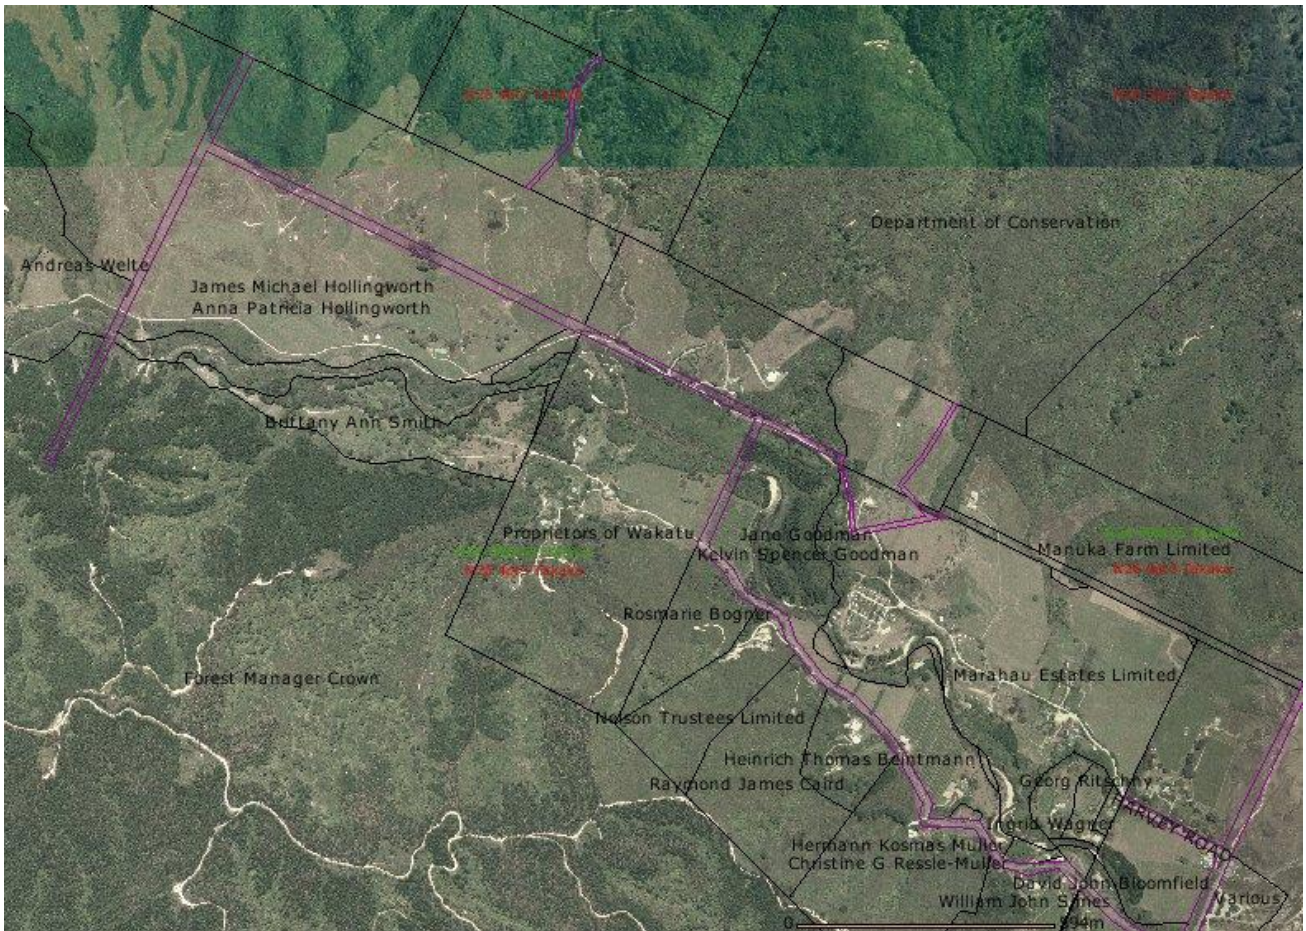 Department of Conservation
Andreas Welte
James Michael Hollingworth
Anna Patricia Hollingworth
Brittany Ann Smith
Proprietors of Wakatu
Jane Goodman
Kelvin Spencer Goodman
Manuka Farm Limited
Rosmarie Bogner
Forest Manager Crown
Marahau Estates Limited
Nelson Trustees Limited
Heinrich Thomas Beintmann
Raymond James Caird
Georg Ritschny
HARVEY ROAD
Ingrid Wagner
Hermann Kosmas Muller
Christine G Ressle-Muller
David John Bloomfield
William John Stines
Various
0 994m